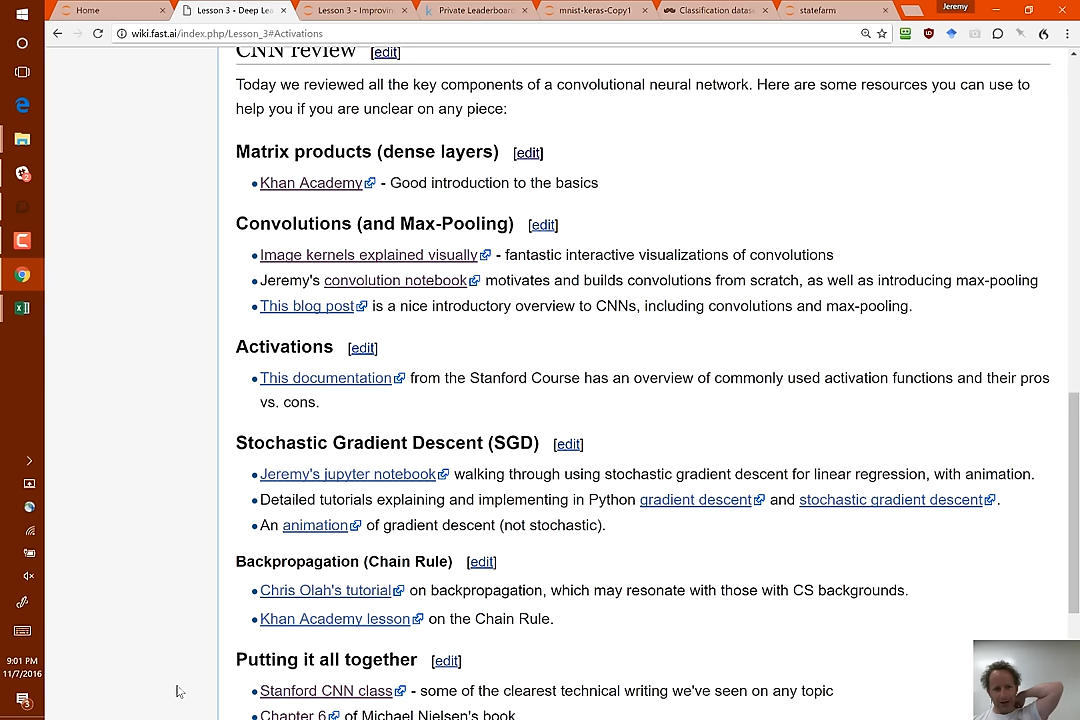 Home
Lesson 3 - Deep Lea
Lesson 3 - Improvin
Private Leaderboard
mnist-keras-Copy1
Classification datas
statefarm
Jeremy
wiki.fast.ai/index.php/Lesson_3#Activations
CNN review [edit]
Today we reviewed all the key components of a convolutional neural network. Here are some resources you can use to
help you if you are unclear on any piece:
Matrix products (dense layers) [edit]
Khan Academy - Good introduction to the basics
Convolutions (and Max-Pooling) [edit]
Image kernels explained visually - fantastic interactive visualizations of convolutions
Jeremy's convolution notebook motivates and builds convolutions from scratch, as well as introducing max-pooling
This blog post is a nice introductory overview to CNNs, including convolutions and max-pooling.
Activations [edit]
This documentation from the Stanford Course has an overview of commonly used activation functions and their pros
vs. cons.
Stochastic Gradient Descent (SGD) [edit]
Jeremy's jupyter notebook walking through using stochastic gradient descent for linear regression, with animation.
Detailed tutorials explaining and implementing in Python gradient descent and stochastic gradient descent.
An animation of gradient descent (not stochastic).
Backpropagation (Chain Rule) [edit]
Chris Olah's tutorial on backpropagation, which may resonate with those with CS backgrounds.
Khan Academy lesson on the Chain Rule.
Putting it all together [edit]
Stanford CNN class - some of the clearest technical writing we've seen on any topic
Chapter 6 of Michael Nielsen's book
9:01 PM
11/7/2016
3